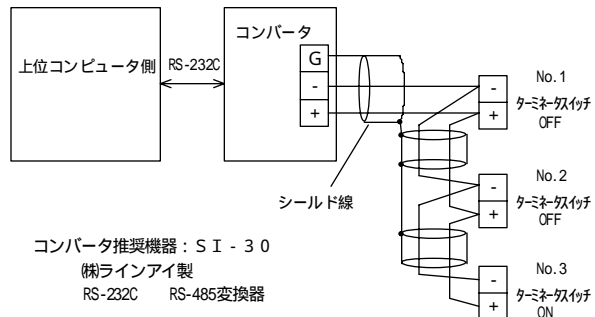 上位コンピュータ側
RS-232C
コンバータ
G
-
+
シールド線
-
+
No.1
ターミネータスイッチ
OFF
-
+
No.2
ターミネータスイッチ
OFF
-
+
No.3
ターミネータスイッチ
ON
コンバータ推奨機器:SI-30
㈱ラインアイ製
RS-232C RS-485変換器